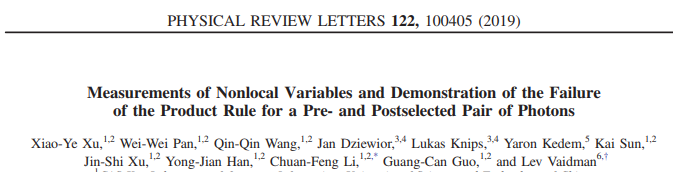 PHYSICAL REVIEW LETTERS 122, 100405 (2019)
Measurements of Nonlocal Variables and Demonstration of the Failure
of the Product Rule for a Pre- and Postselected Pair of Photons
Xiao-Ye Xu,1,2 Wei-Wei Pan,1,2 Qin-Qin Wang,1,2 Jan Dziewior,3,4 Lukas Knips,3,4 Yaron Kedem,5 Kai Sun,1,2
Jin-Shi Xu,1,2 Yong-Jian Han,1,2 Chuan-Feng Li,1,2,* Guang-Can Guo,1,2 and Lev Vaidman6,†